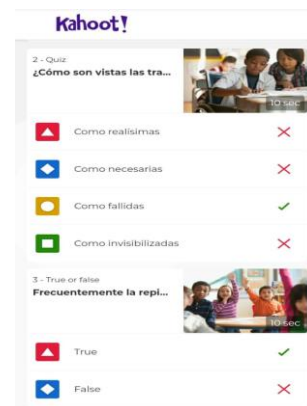 Kahoot!
2 - Quiz
¿Cómo son vistas las tra...
10 sec
Como realísimas
Como necesarias
Como fallidas
Como invisibilizadas
3 - True or false
Frecuentemente la repi...
10 sec
True
False